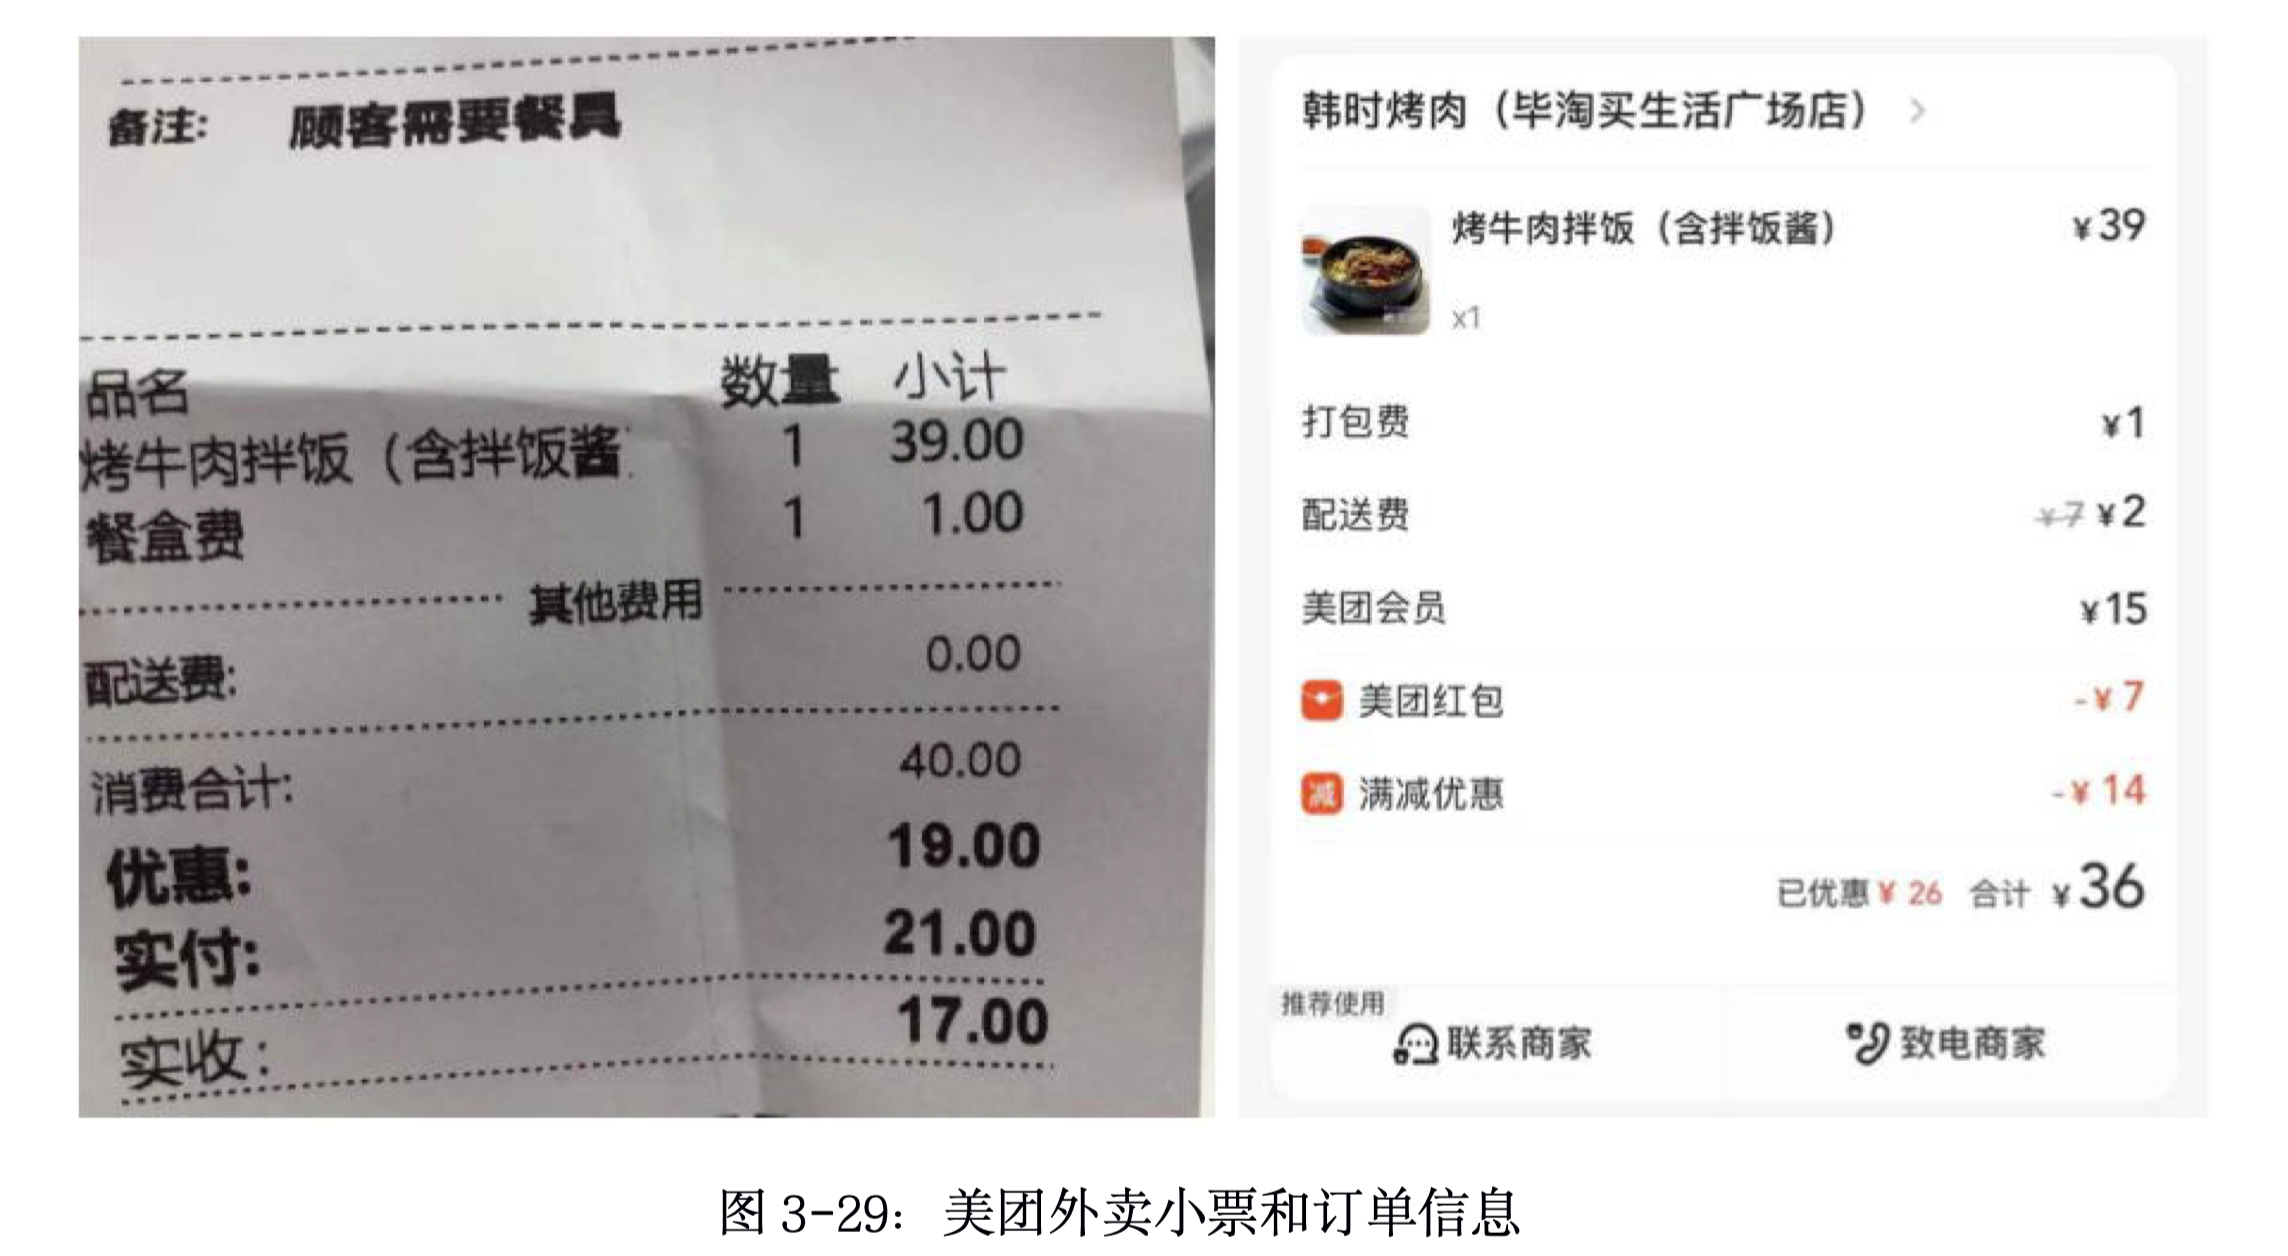 备注: 顾客需要餐具
品名 数量 小计
烤牛肉拌饭（含拌饭酱 1 39.00
餐盒费 1 1.00
其他费用
配送费: 0.00
消费合计: 40.00
优惠: 19.00
实付: 21.00
实收: 17.00
韩时烤肉（毕淘买生活广场店） >
烤牛肉拌饭（含拌饭酱） ¥39
x1
打包费 ¥1
配送费 ¥7 ¥2
美团会员 ¥15
美团红包 -¥7
减 满减优惠 -¥14
已优惠¥26 合计 ¥36
推荐使用
联系商家 致电商家
图 3-29：美团外卖小票和订单信息